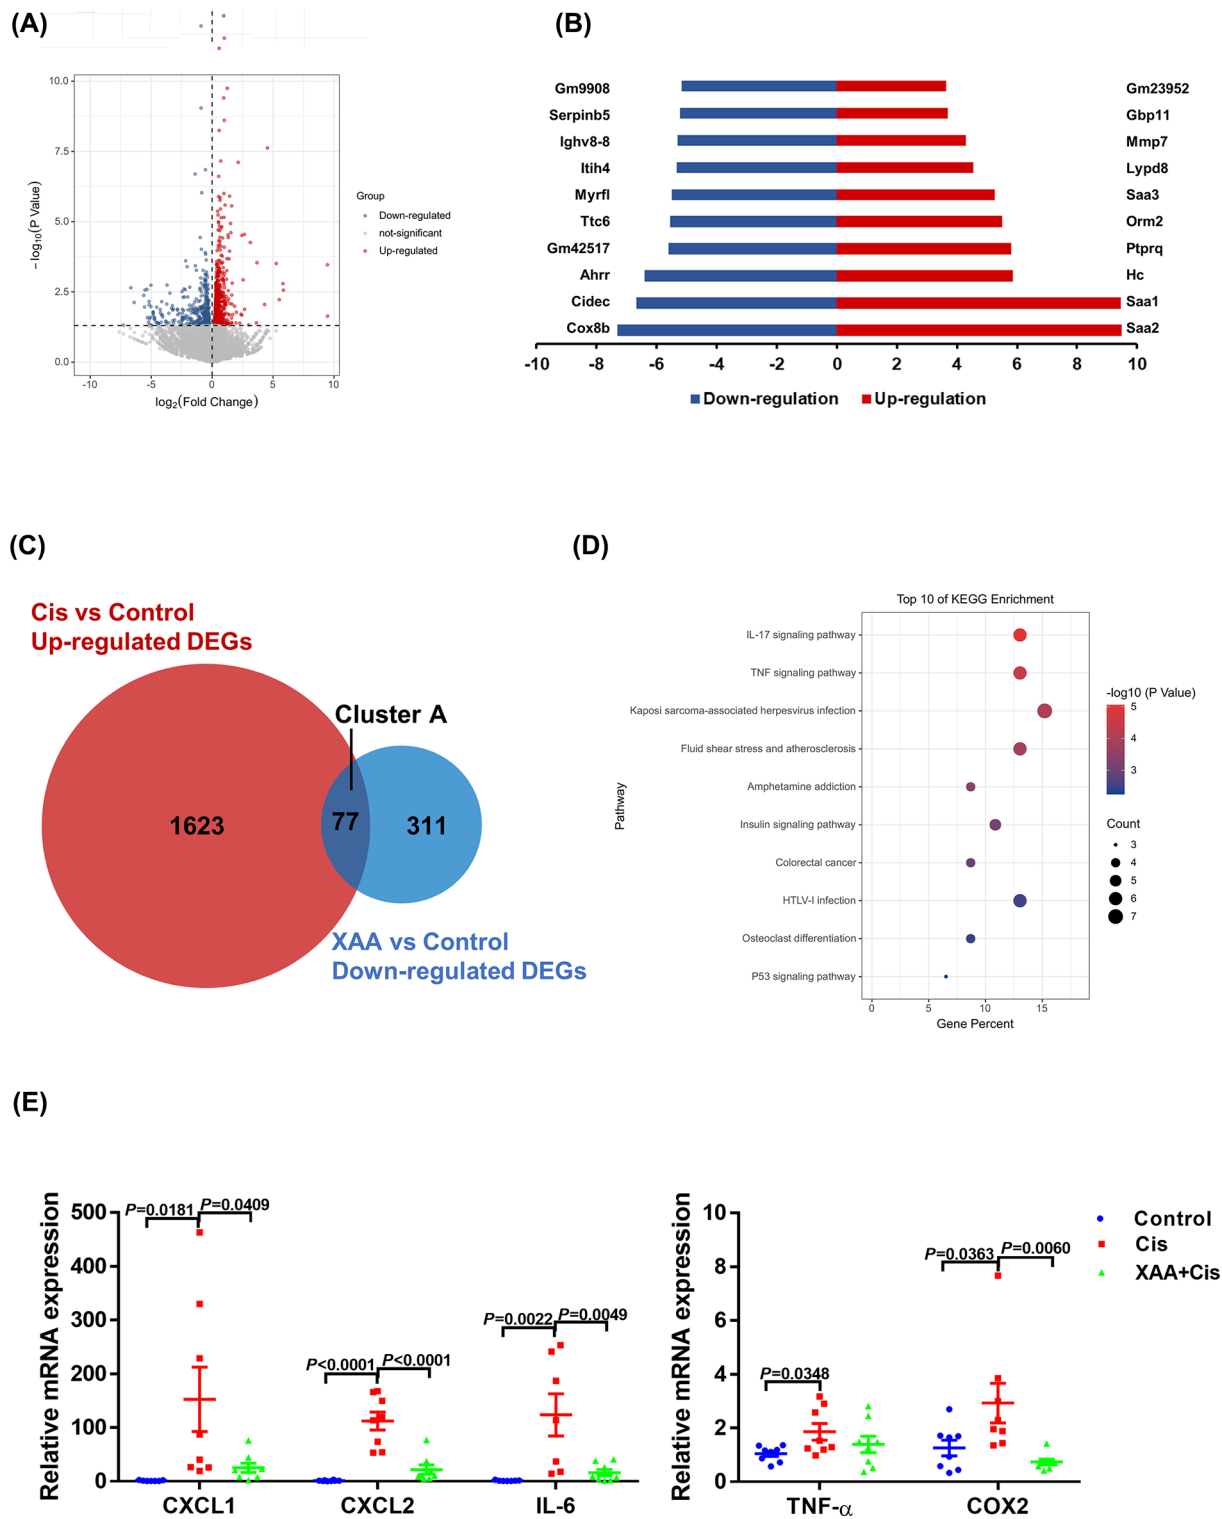 (A)
10.0
7.5
5.0
2.5
0.0
-10
-5
0
5
10
− log10(P Value)
log2(Fold Change)
Group
Down-regulated
not-significant
Up-regulated
(B)
Gm9908
Serpinb5
Ighv8-8
Itih4
Myrfl
Ttc6
Gm42517
Ahrr
Cidec
Cox8b
Gm23952
Gbp11
Mmp7
Lypd8
Saa3
Orm2
Ptprq
Hc
Saa1
Saa2
-10 -8 -6 -4 -2 0 2 4 6 8 10
Down-regulation Up-regulation
(C)
Cis vs Control
Up-regulated DEGs
Cluster A
1623
77
311
XAA vs Control
Down-regulated DEGs
(D)
Top 10 of KEGG Enrichment
IL-17 signaling pathway
TNF signaling pathway
Kaposi sarcoma-associated herpesvirus infection
Fluid shear stress and atherosclerosis
Amphetamine addiction
Insulin signaling pathway
Colorectal cancer
HTLV-I infection
Osteoclast differentiation
P53 signaling pathway
Pathway
0 5 10 15
Gene Percent
-log10 (P Value)
5
4
3
Count
3
4
5
6
7
(E)
Relative mRNA expression
500
400
300
200
100
0
P=0.0181
P=0.0409
P<0.0001
P<0.0001
P=0.0022
P=0.0049
CXCL1
CXCL2
IL-6
Relative mRNA expression
10
8
6
4
2
0
P=0.0348
P=0.0363
P=0.0060
TNF-α
COX2
Control
Cis
XAA+Cis